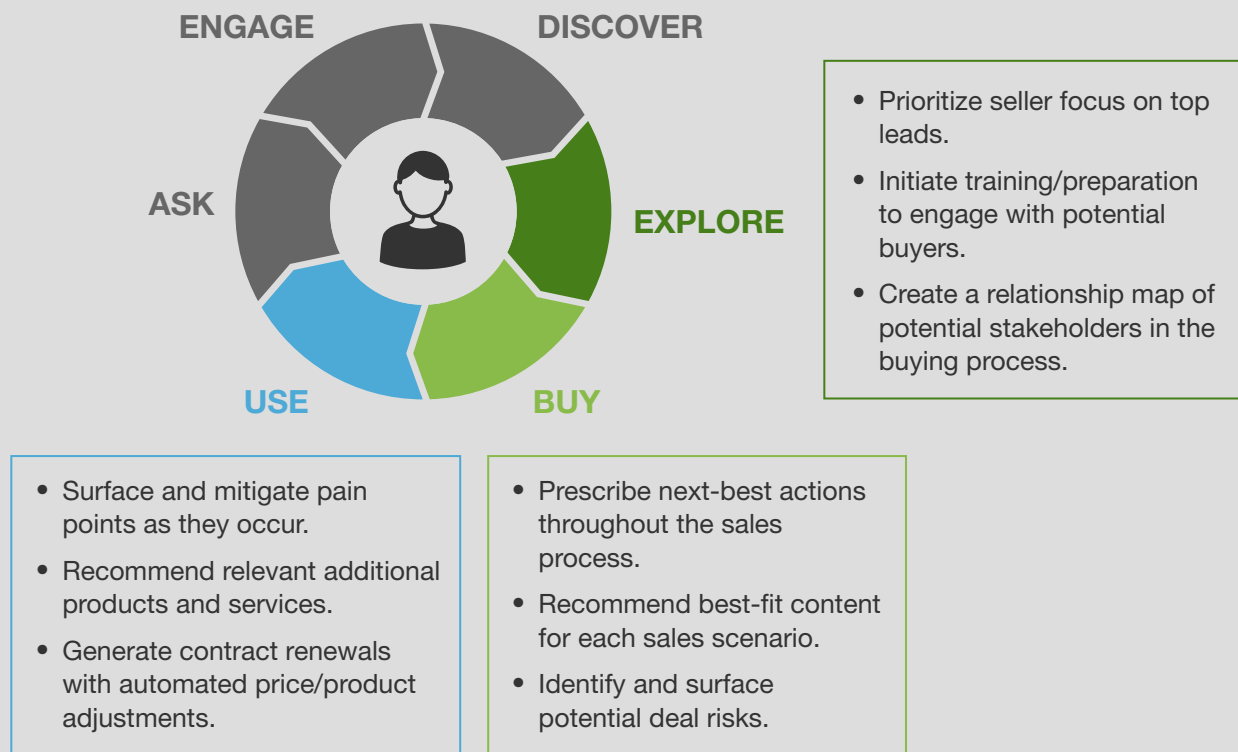 ENGAGE
DISCOVER
ASK
EXPLORE
USE
BUY
• Prioritize seller focus on top
leads.
• Initiate training/preparation
to engage with potential
buyers.
• Create a relationship map of
potential stakeholders in the
buying process.
• Surface and mitigate pain
points as they occur.
• Recommend relevant additional
products and services.
• Generate contract renewals
with automated price/product
adjustments.
• Prescribe next-best actions
throughout the sales
process.
• Recommend best-fit content
for each sales scenario.
• Identify and surface
potential deal risks.